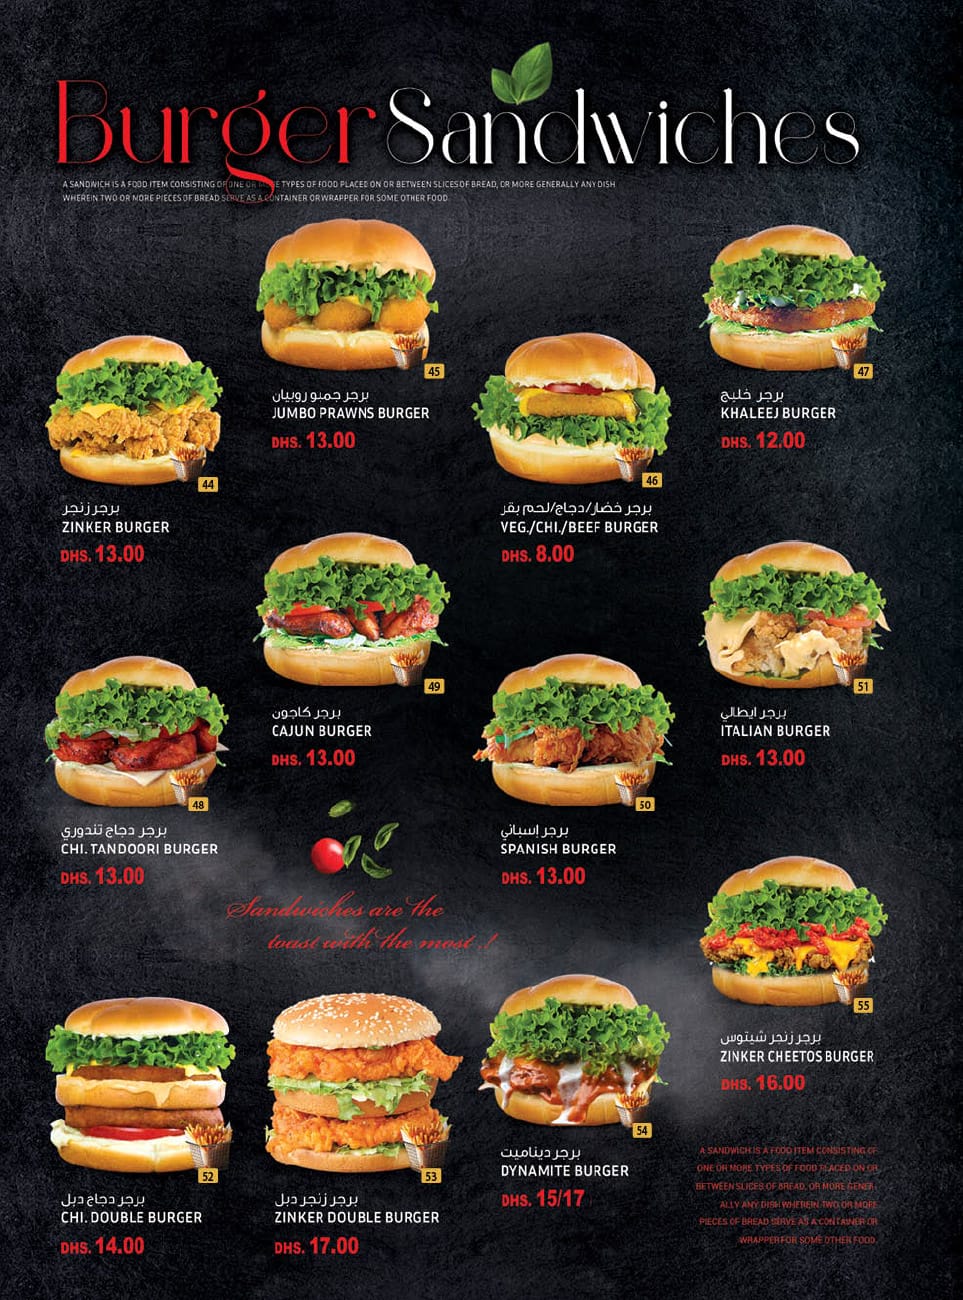 Burger Sandwiches
A SANDWICH IS A FOOD ITEM CONSISTING OF ONE OR MORE TYPES OF FOOD PLACED ON OR BETWEEN SLICES OF BREAD, OR MORE GENERALLY ANY DISH
WHEREIN TWO OR MORE PIECES OF BREAD SERVE AS A CONTAINER OR WRAPPER FOR SOME OTHER FOOD.
44
برجر زنجر
ZINKER BURGER
DHS. 13.00
45
برجر جمبو روبيان
JUMBO PRAWNS BURGER
DHS. 13.00
46
برجر خضار/دجاج/لحم بقر
VEG./CHI./BEEF BURGER
DHS. 8.00
47
برجر خليج
KHALEEJ BURGER
DHS. 12.00
48
برجر دجاج تندوري
CHI. TANDOORI BURGER
DHS. 13.00
49
برجر كاجون
CAJUN BURGER
DHS. 13.00
50
برجر إسباني
SPANISH BURGER
DHS. 13.00
51
برجر ايطالي
ITALIAN BURGER
DHS. 13.00
Sandwiches are the
toast with the most .!
52
برجر دجاج دبل
CHI. DOUBLE BURGER
DHS. 14.00
53
برجر زنجر دبل
ZINKER DOUBLE BURGER
DHS. 17.00
54
برجر ديناميت
DYNAMITE BURGER
DHS. 15/17
55
برجر زنجر شيتوس
ZINKER CHEETOS BURGER
DHS. 16.00
A SANDWICH IS A FOOD ITEM CONSISTING OF
ONE OR MORE TYPES OF FOOD PLACED ON OR
BETWEEN SLICES OF BREAD, OR MORE GENER-
ALLY ANY DISH WHEREIN TWO OR MORE
PIECES OF BREAD SERVE AS A CONTAINER OR
WRAPPER FOR SOME OTHER FOOD.